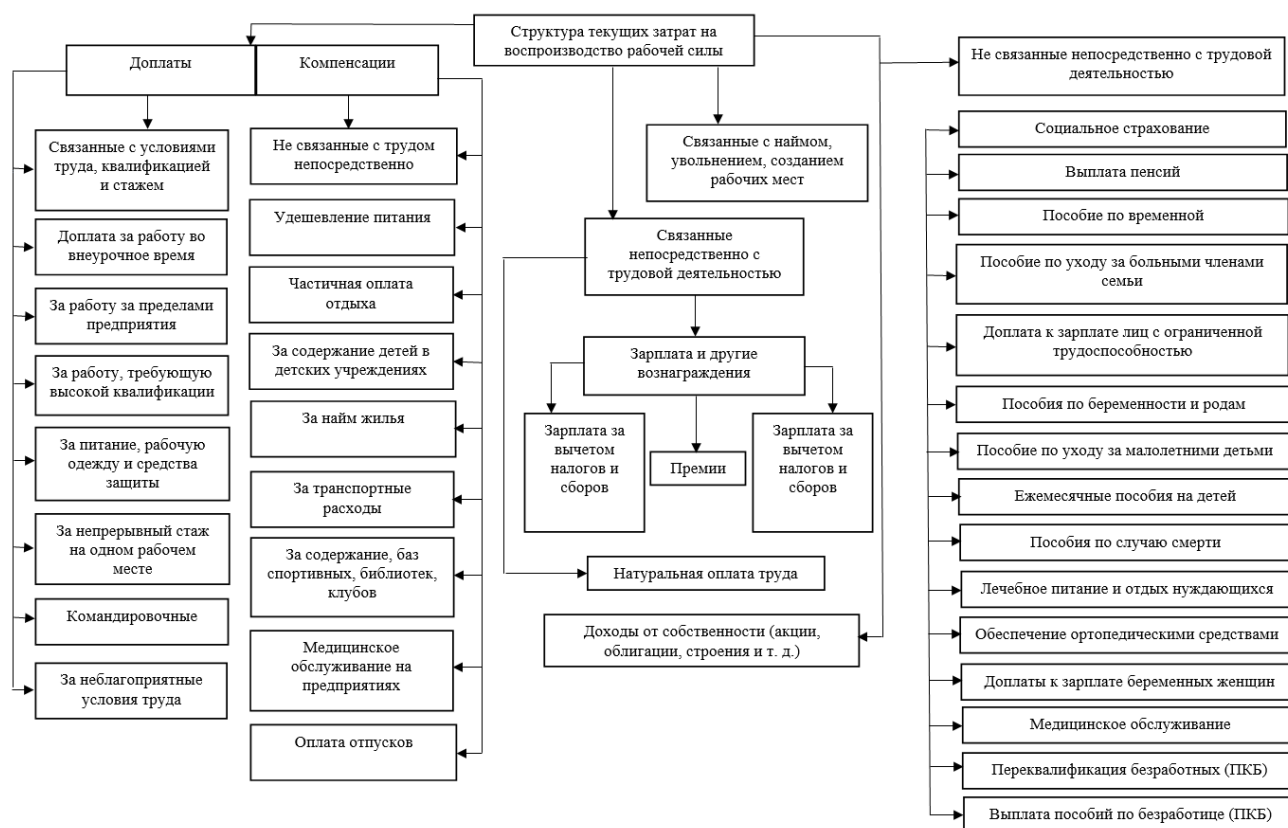 Структура текущих затрат на
воспроизводство рабочей силы
Доплаты
Компенсации
Не связанные непосредственно с трудовой
деятельностью
Связанные с условиями
труда, квалификацией
и стажем
Доплата за работу во
внеурочное время
За работу за пределами
предприятия
За работу, требующую
высокой квалификации
За питание, рабочую
одежду и средства
защиты
За непрерывный стаж
на одном рабочем
месте
Командировочные
За неблагоприятные
условия труда
Не связанные с трудом
непосредственно
Удешевление питания
Частичная оплата
отдыха
За содержание детей в
детских учреждениях
За найм жилья
За транспортные
расходы
За содержание, баз
спортивных, библиотек,
клубов
Медицинское
обслуживание на
предприятиях
Оплата отпусков
Связанные с наймом,
увольнением, созданием
рабочих мест
Связанные
непосредственно с
трудовой деятельностью
Зарплата и другие
вознаграждения
Зарплата за
вычетом
налогов и
сборов
Премии
Зарплата за
вычетом
налогов и
сборов
Натуральная оплата труда
Доходы от собственности (акции,
облигации, строения и т. д.)
Социальное страхование
Выплата пенсий
Пособие по временной
Пособие по уходу за больными членами
семьи
Доплата к зарплате лиц с ограниченной
трудоспособностью
Пособия по беременности и родам
Пособие по уходу за малолетними детьми
Ежемесячные пособия на детей
Пособия по случаю смерти
Лечебное питание и отдых нуждающихся
Обеспечение ортопедическими средствами
Доплаты к зарплате беременных женщин
Медицинское обслуживание
Переквалификация безработных (ПКБ)
Выплата пособий по безработице (ПКБ)